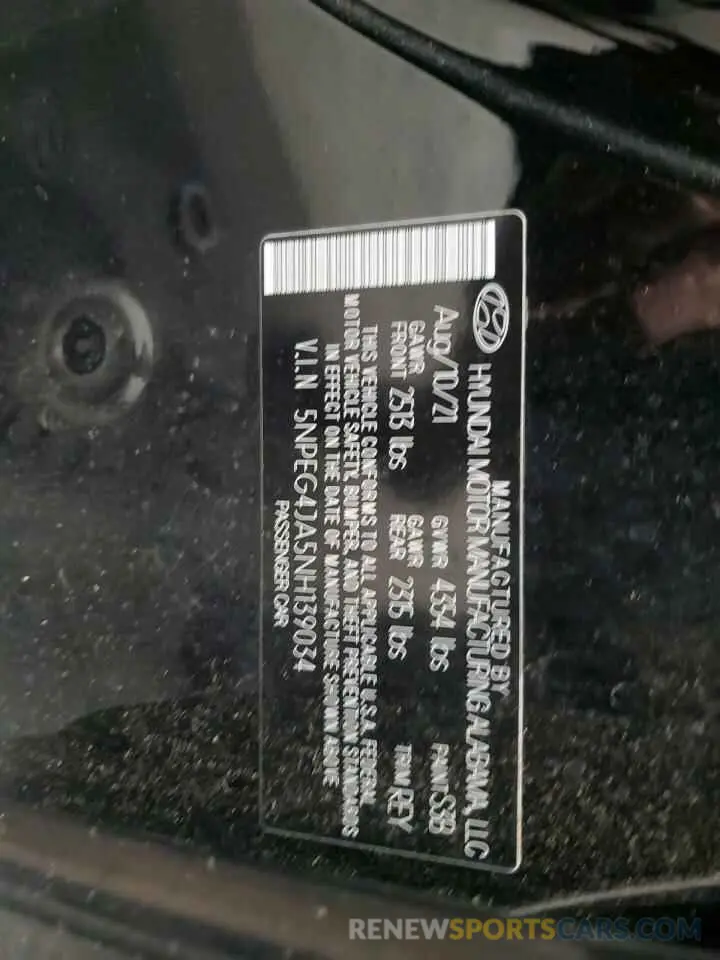 MANUFACTURED BY
HYUNDAI MOTOR MANUFACTURING ALABAMA, LLC
Aug/10/21 GVWR 4354 lbs PAINT S3B
GAWR FRONT 2513 lbs GAWR REAR 2315 lbs TRIM REY
THIS VEHICLE CONFORMS TO ALL APPLICABLE U.S.A. FEDERAL
MOTOR VEHICLE SAFETY, BUMPER, AND THEFT PREVENTION STANDARDS
IN EFFECT ON THE DATE OF MANUFACTURE SHOWN ABOVE.
V.I.N 5NPEG4JA5NH139034
PASSENGER CAR
RENEWSPORTSCARS.COM